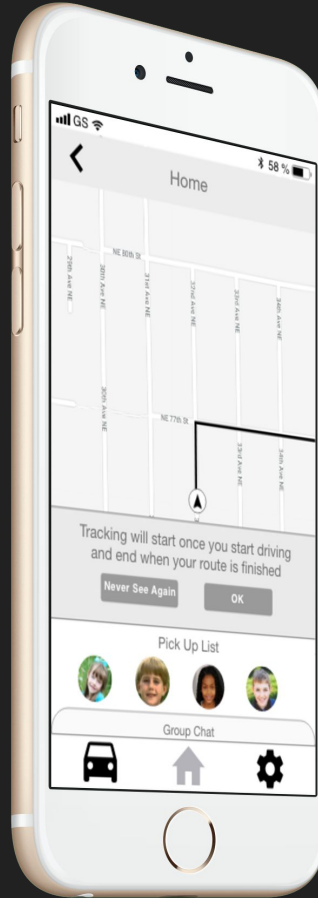 GS
58 %
Home
NE 80th St
29th Ave NE
30th Ave NE
31st Ave NE
32nd Ave NE
33rd Ave NE
34th Ave NE
NE 77th St
30th Ave NE
33rd Ave NE
34th Ave NE
Tracking will start once you start driving
and end when your route is finished
Never See Again
OK
Pick Up List
Group Chat